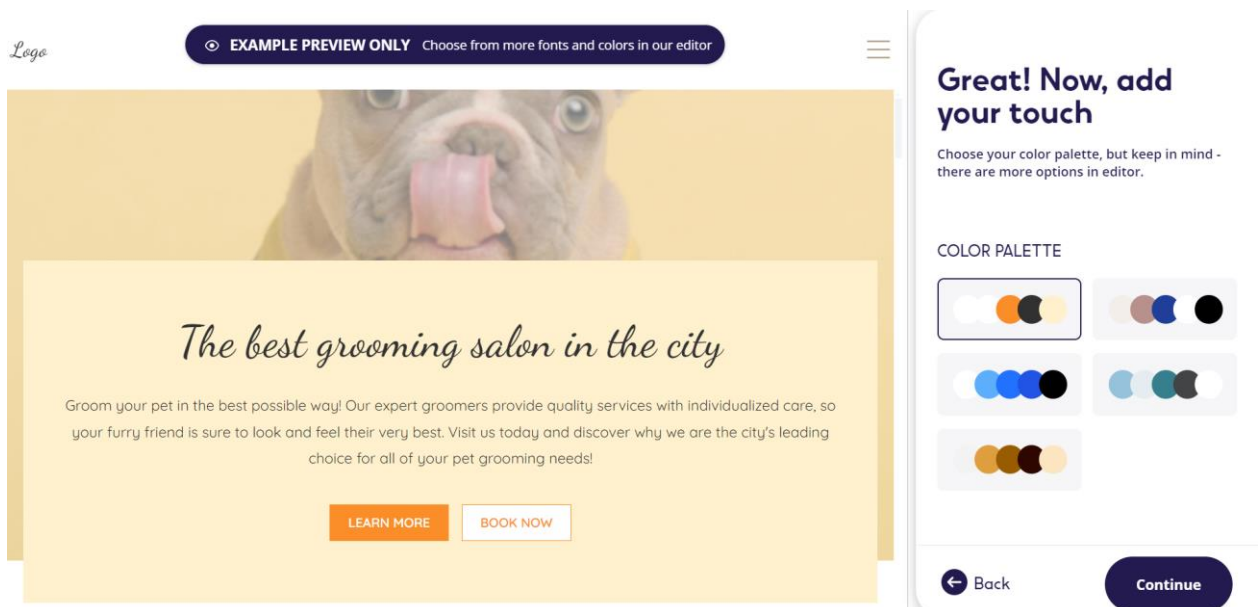 Logo
EXAMPLE PREVIEW ONLY Choose from more fonts and colors in our editor
The best grooming salon in the city
Groom your pet in the best possible way! Our expert groomers provide quality services with individualized care, so
your furry friend is sure to look and feel their very best. Visit us today and discover why we are the city's leading
choice for all of your pet grooming needs!
LEARN MORE
BOOK NOW
Great! Now, add
your touch
Choose your color palette, but keep in mind -
there are more options in editor.
COLOR PALETTE
Back
Continue